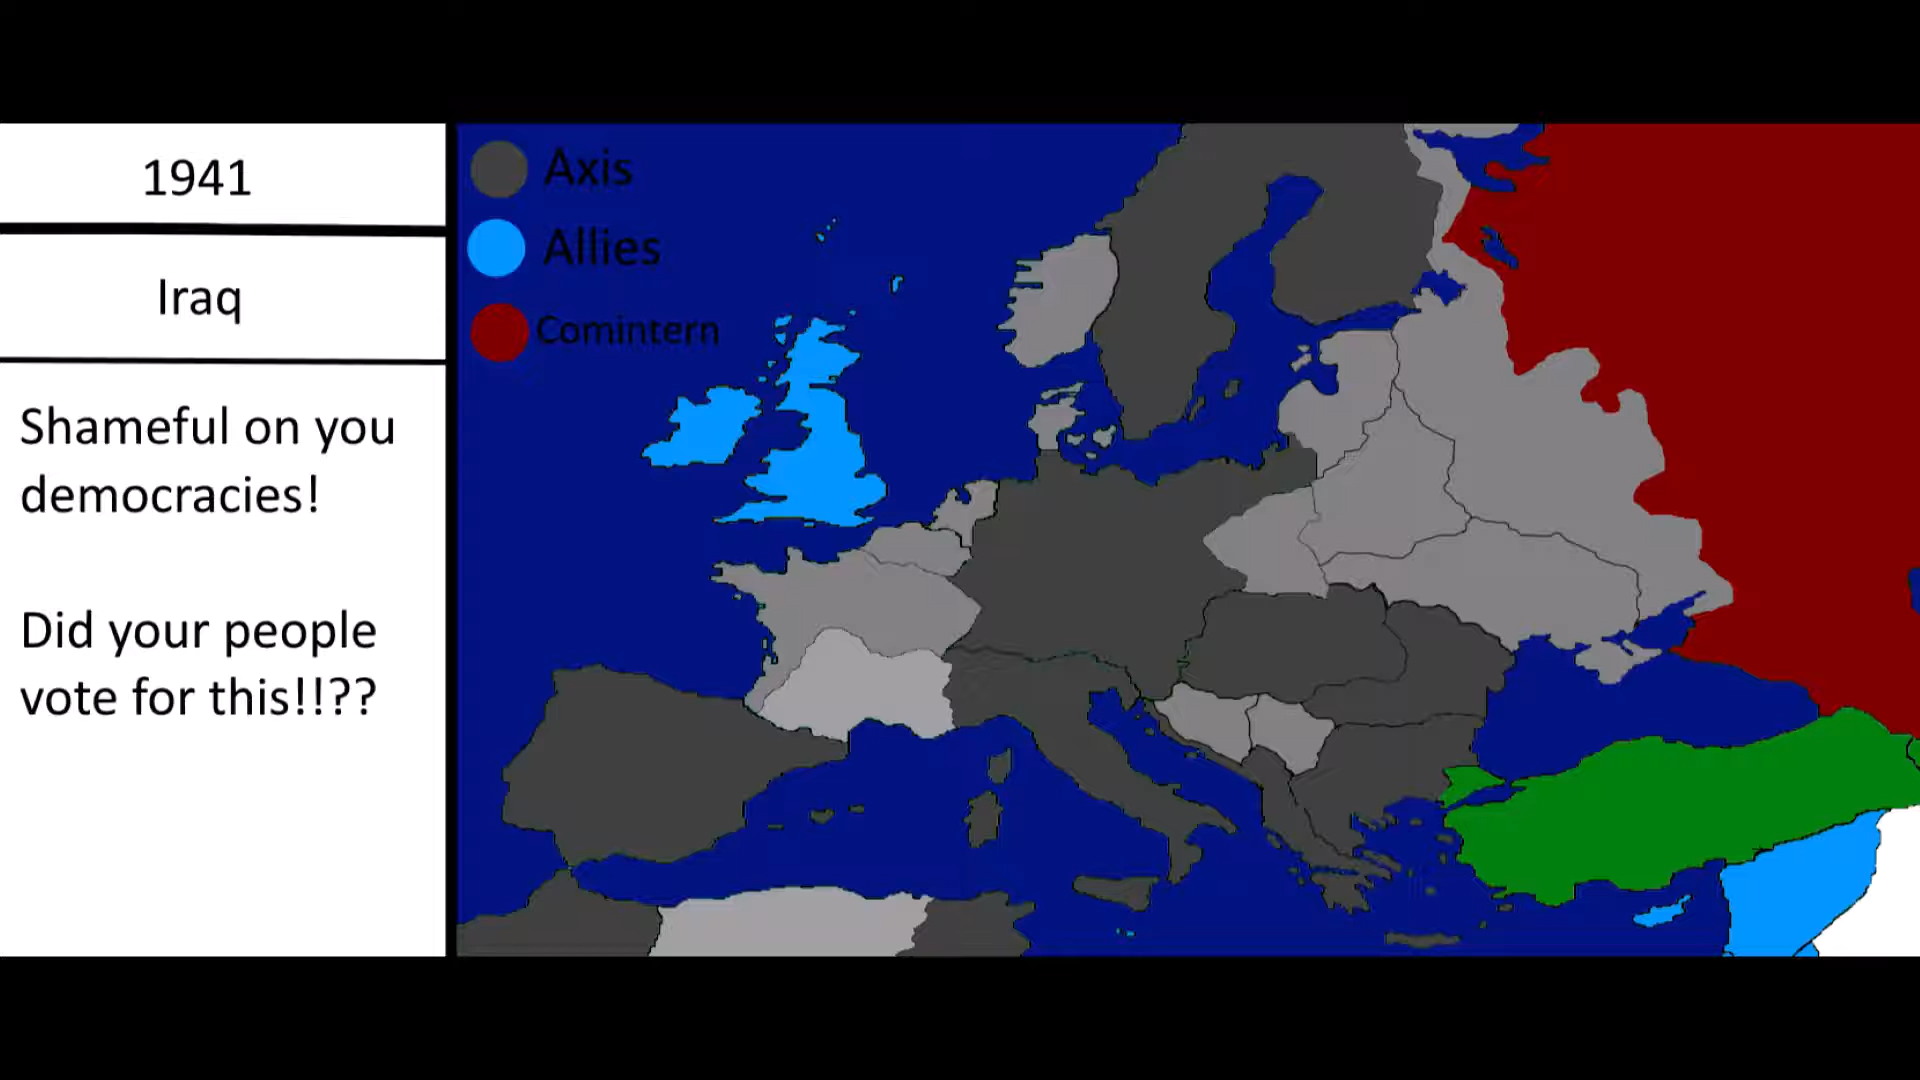 1941
Iraq
Shameful on you
democracies!
Did your people
vote for this!!??
Axis
Allies
Comintern